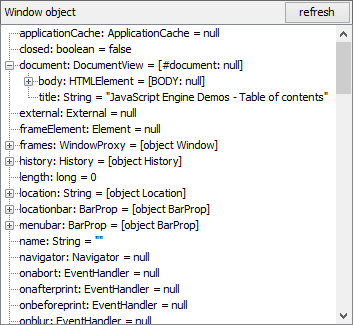 Window object
refresh
applicationCache: ApplicationCache = null
closed: boolean = false
document: DocumentView = [#document: null]
body: HTMLElement = [BODY: null]
title: String = "JavaScript Engine Demos - Table of contents"
external: External = null
frameElement: Element = null
frames: WindowProxy = [object Window]
history: History = [object History]
length: long = 0
location: String = [object Location]
locationbar: BarProp = [object BarProp]
menubar: BarProp = [object BarProp]
name: String = ""
navigator: Navigator = null
onabort: EventHandler = null
onafterprint: EventHandler = null
onbeforeprint: EventHandler = null
onblur: EventHandler = null